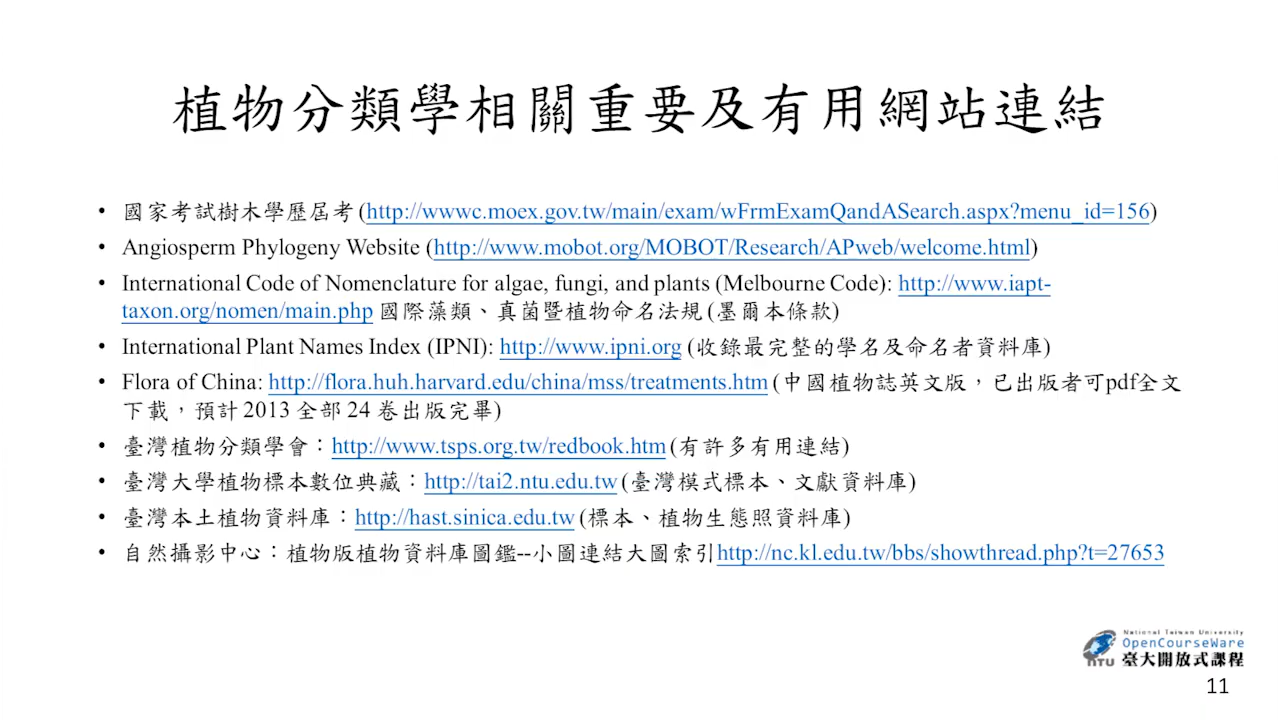 植物分類學相關重要及有用網站連結
• 國家考試樹木學歷屆考 (http://wwwc.moex.gov.tw/main/exam/wFrmExamQandASearch.aspx?menu_id=156)
• Angiosperm Phylogeny Website (http://www.mobot.org/MOBOT/Research/APweb/welcome.html)
• International Code of Nomenclature for algae, fungi, and plants (Melbourne Code): http://www.iapt-
taxon.org/nomen/main.php 國際藻類、真菌暨植物命名法規 (墨爾本條款)
• International Plant Names Index (IPNI): http://www.ipni.org (收錄最完整的學名及命名者資料庫)
• Flora of China: http://flora.huh.harvard.edu/china/mss/treatments.htm (中國植物誌英文版，已出版者可pdf全文
下載，預計 2013 全部 24 卷出版完畢)
• 臺灣植物分類學會：http://www.tsps.org.tw/redbook.htm (有許多有用連結)
• 臺灣大學植物標本數位典藏：http://tai2.ntu.edu.tw (臺灣模式標本、文獻資料庫)
• 臺灣本土植物資料庫：http://hast.sinica.edu.tw (標本、植物生態照資料庫)
• 自然攝影中心：植物版植物資料庫圖鑑--小圖連結大圖索引http://nc.kl.edu.tw/bbs/showthread.php?t=27653
National Taiwan University
OpenCourseWare
NTU 臺大開放式課程
11